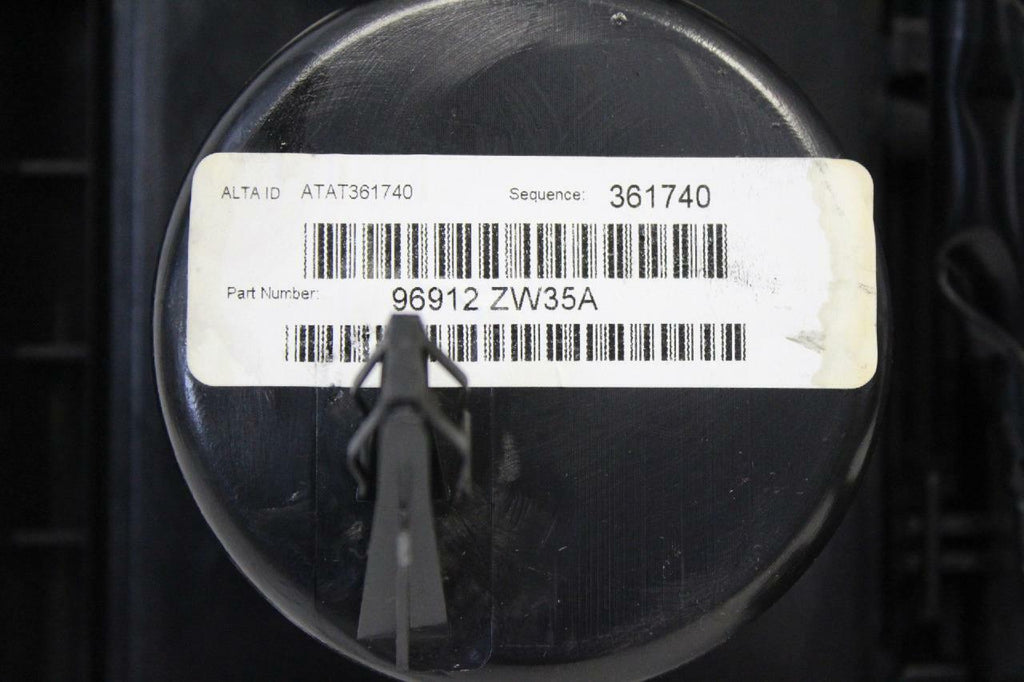 ALTA ID ATAT361740 Sequence: 361740
Part Number: 96912 ZW35A